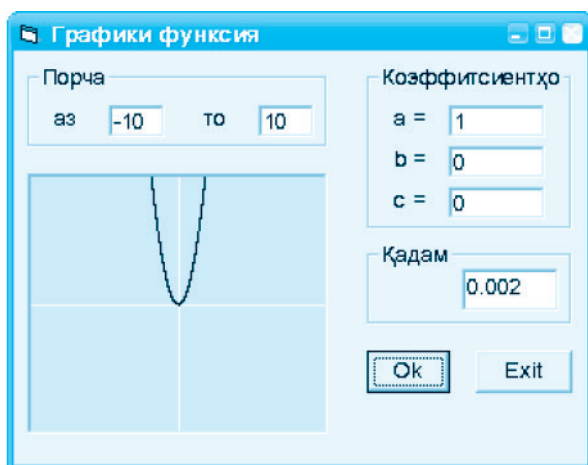 Графики функсия
Порча
аз -10 то 10
Коэффитсиентҳо
a = 1
b = 0
c = 0
Қадам
0.002
Ok Exit